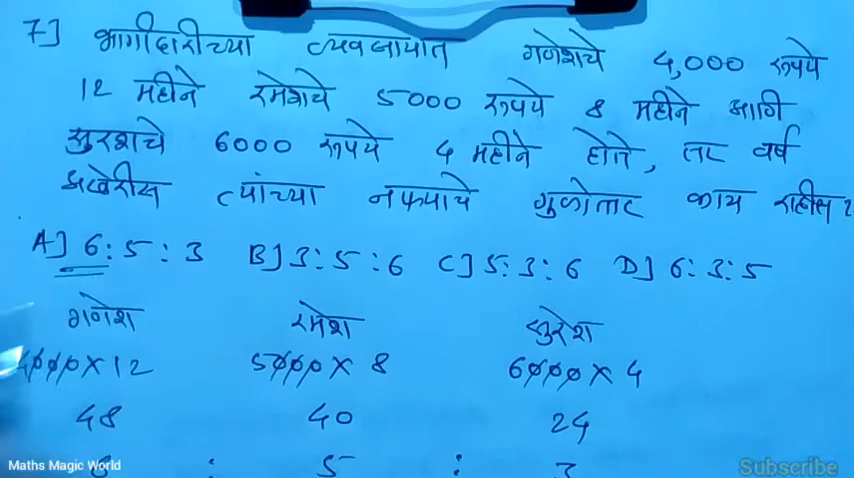 7] भागीदारीच्या व्यवसायात गणेशचे 4,000 रूपये
12 महीने रमेशचे 5000 रूपये 8 महीने आणि
सुरेशचे 6000 रूपये 4 महीने होते, तर वर्ष
अखेरीस त्यांच्या नफ्याचे गुणोत्तर काय राहील?
A] 6:5:3 B] 3:5:6 C] 5:3:6 D] 6:3:5
गणेश रमेश सुरेश
4000×12 5000×8 6000×4
48 40 24
: 5 : 3
Maths Magic World
Subscribe